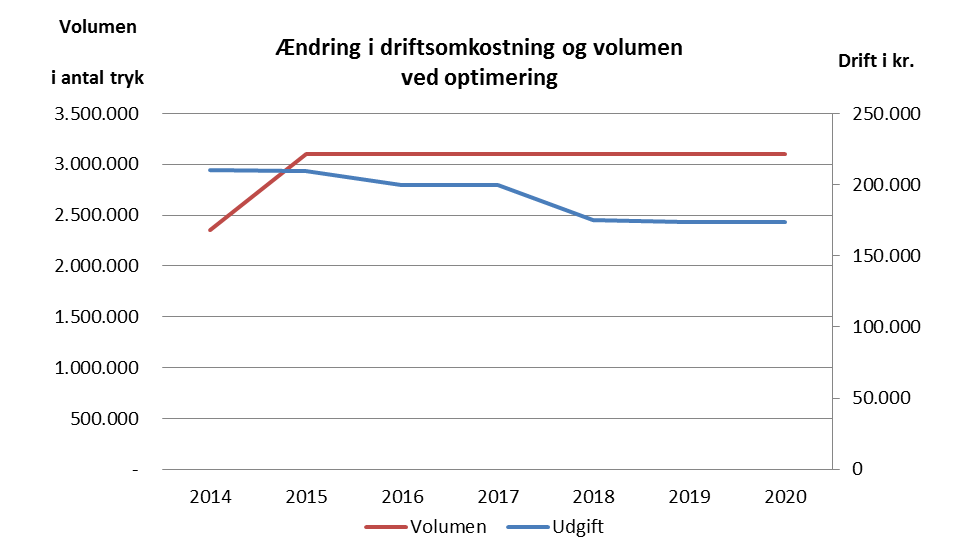 Volumen
i antal tryk
Ændring i driftsomkostning og volumen
ved optimering
Drift i kr.
3.500.000
3.000.000
2.500.000
2.000.000
1.500.000
1.000.000
500.000
-
250.000
200.000
150.000
100.000
50.000
0
2014 2015 2016 2017 2018 2019 2020
Volumen Udgift